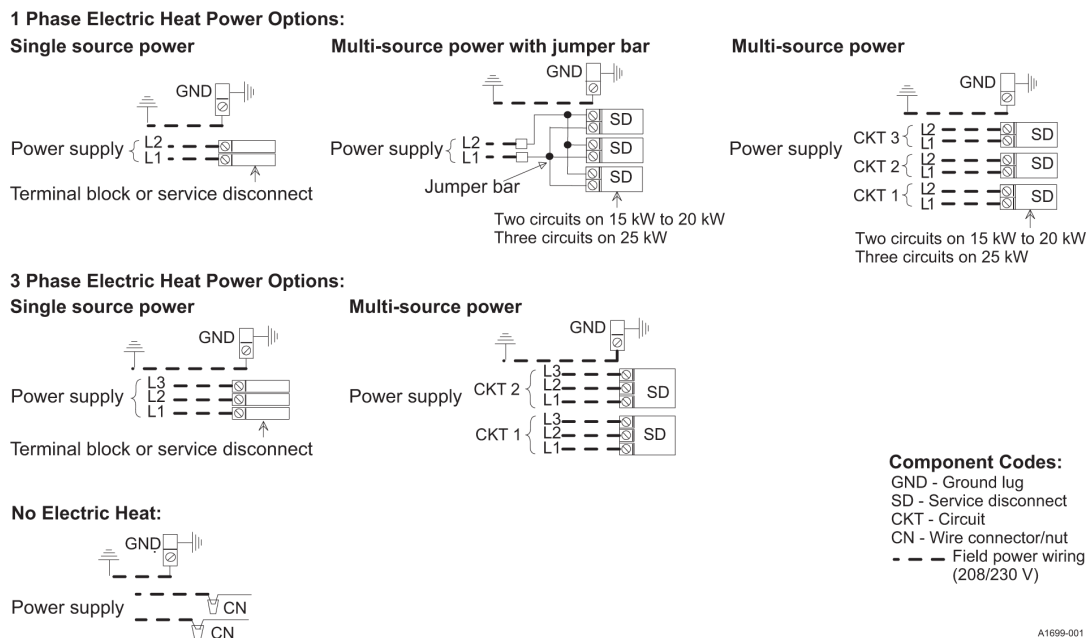 1 Phase Electric Heat Power Options:
Single source power
GND
Power supply
L2
L1
Terminal block or service disconnect
Multi-source power with jumper bar
GND
SD
Power supply
L2
L1
SD
Jumper bar
SD
Two circuits on 15 kW to 20 kW
Three circuits on 25 kW
Multi-source power
GND
Power supply
CKT 3
L2
L1
SD
CKT 2
L2
L1
SD
CKT 1
L2
L1
SD
Two circuits on 15 kW to 20 kW
Three circuits on 25 kW
3 Phase Electric Heat Power Options:
Single source power
GND
Power supply
L3
L2
L1
Terminal block or service disconnect
Multi-source power
GND
Power supply
CKT 2
L3
L2
L1
SD
CKT 1
L3
L2
L1
SD
No Electric Heat:
GND
Power supply
CN
CN
Component Codes:
GND - Ground lug
SD - Service disconnect
CKT - Circuit
CN - Wire connector/nut
Field power wiring
(208/230 V)
A1699-001